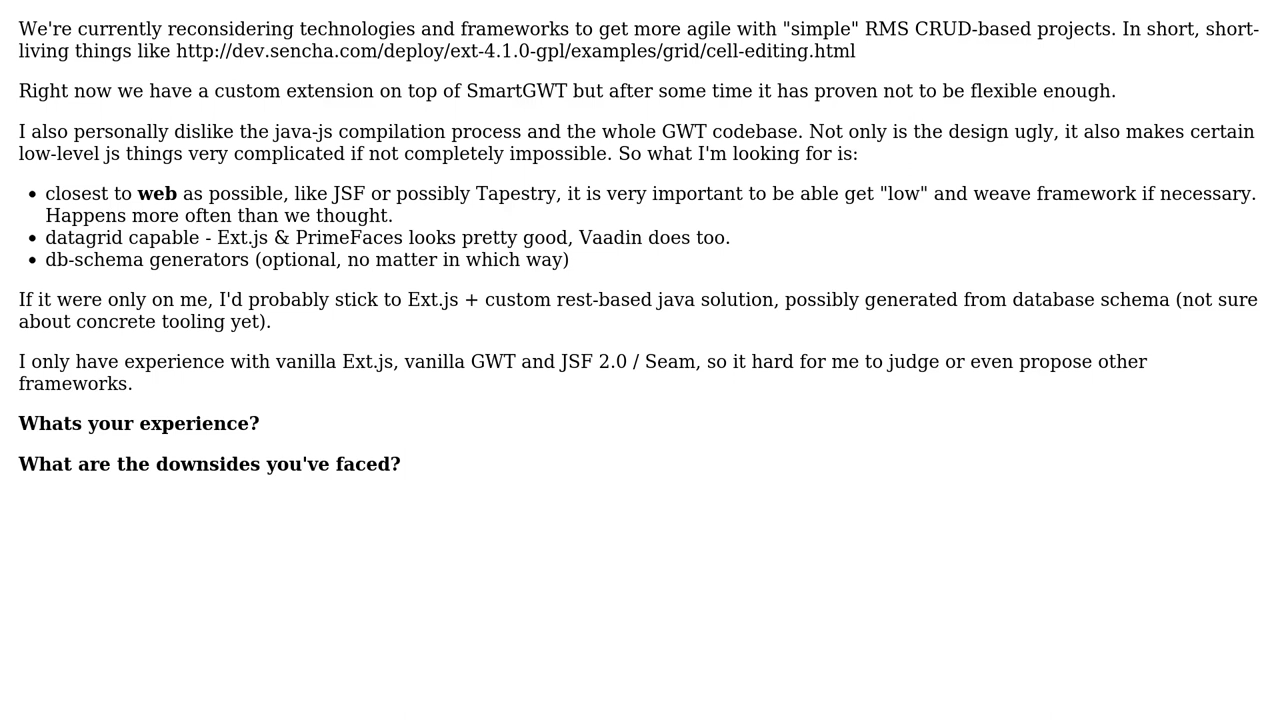 We're currently reconsidering technologies and frameworks to get more agile with "simple" RMS CRUD-based projects. In short, short-
living things like http://dev.sencha.com/deploy/ext-4.1.0-gpl/examples/grid/cell-editing.html
Right now we have a custom extension on top of SmartGWT but after some time it has proven not to be flexible enough.
I also personally dislike the java-js compilation process and the whole GWT codebase. Not only is the design ugly, it also makes certain
low-level js things very complicated if not completely impossible. So what I'm looking for is:
• closest to web as possible, like JSF or possibly Tapestry, it is very important to be able get "low" and weave framework if necessary.
Happens more often than we thought.
• datagrid capable - Ext.js & PrimeFaces looks pretty good, Vaadin does too.
• db-schema generators (optional, no matter in which way)
If it were only on me, I'd probably stick to Ext.js + custom rest-based java solution, possibly generated from database schema (not sure
about concrete tooling yet).
I only have experience with vanilla Ext.js, vanilla GWT and JSF 2.0 / Seam, so it hard for me to judge or even propose other
frameworks.
Whats your experience?
What are the downsides you've faced?